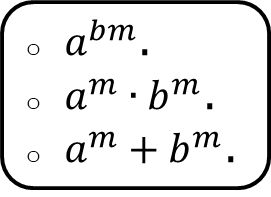 ○ a^{bm}.
○ a^m · b^m.
○ a^m + b^m.